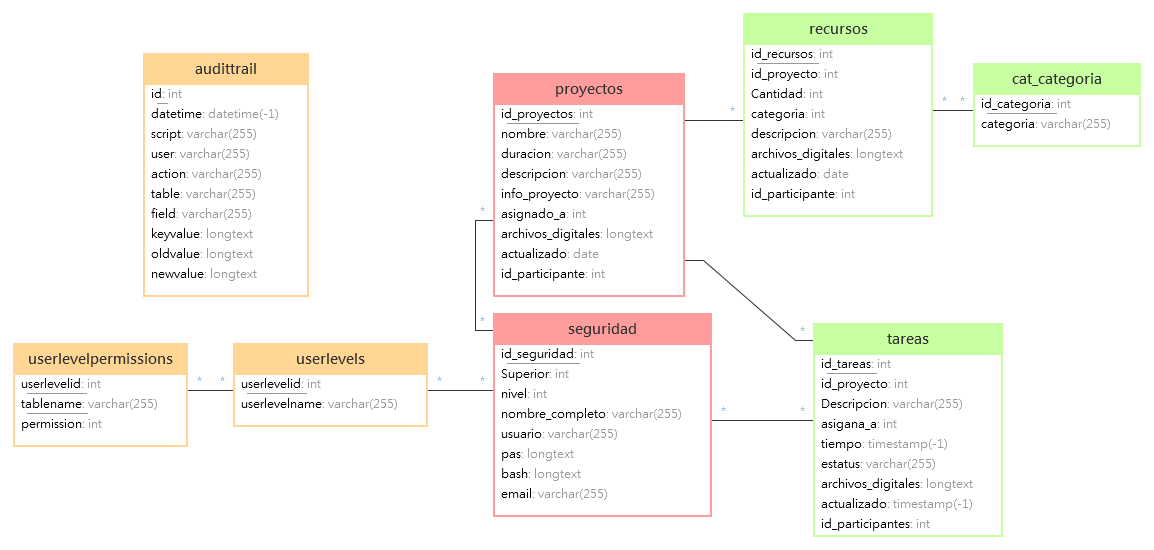 audittrail
id: int
datetime: datetime(-1)
script: varchar(255)
user: varchar(255)
action: varchar(255)
table: varchar(255)
field: varchar(255)
keyvalue: longtext
oldvalue: longtext
newvalue: longtext
proyectos
id_proyectos: int
nombre: varchar(255)
duracion: varchar(255)
descripcion: varchar(255)
info_proyecto: varchar(255)
asignado_a: int
archivos_digitales: longtext
actualizado: date
id_participante: int
recursos
id_recursos: int
id_proyecto: int
Cantidad: int
categoria: int
descripcion: varchar(255)
archivos_digitales: longtext
actualizado: date
id_participante: int
cat_categoria
id_categoria: int
categoria: varchar(255)
userlevelpermissions
userlevelid: int
tablename: varchar(255)
permission: int
userlevels
userlevelid: int
userlevelname: varchar(255)
seguridad
id_seguridad: int
Superior: int
nivel: int
nombre_completo: varchar(255)
usuario: varchar(255)
pas: longtext
bash: longtext
email: varchar(255)
tareas
id_tareas: int
id_proyecto: int
Descripcion: varchar(255)
asigana_a: int
tiempo: timestamp(-1)
estatus: varchar(255)
archivos_digitales: longtext
actualizado: timestamp(-1)
id_participantes: int